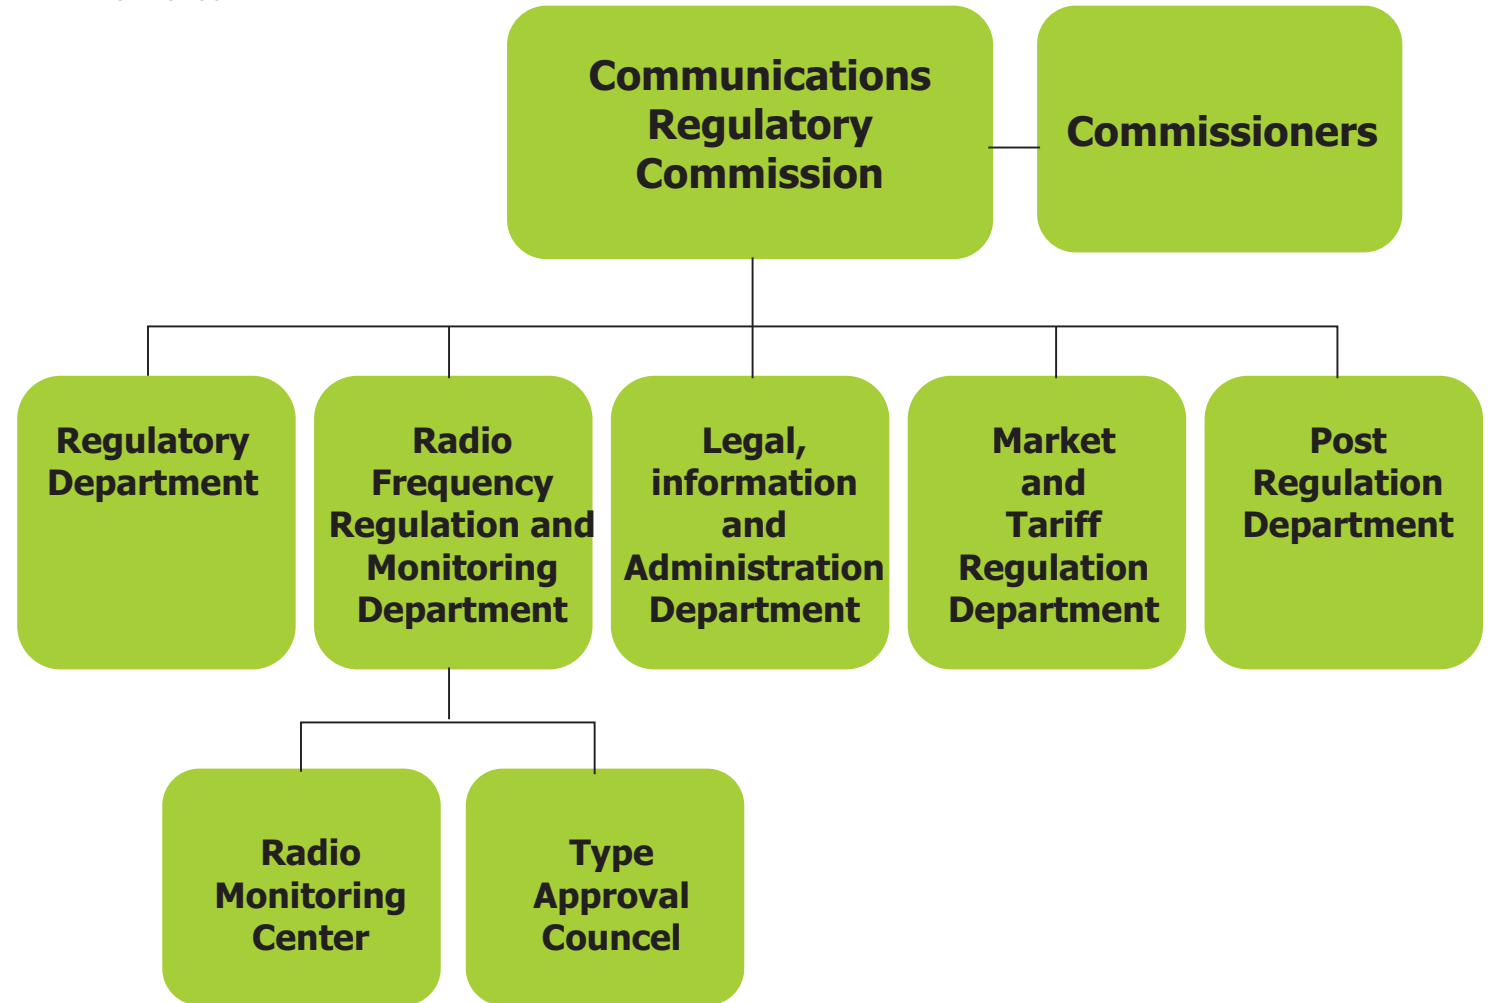 Communications
Regulatory
Commission
Commissioners
Regulatory
Department
Radio
Frequency
Regulation and
Monitoring
Department
Legal,
information
and
Administration
Department
Market
and
Tariff
Regulation
Department
Post
Regulation
Department
Radio
Monitoring
Center
Type
Approval
Councel